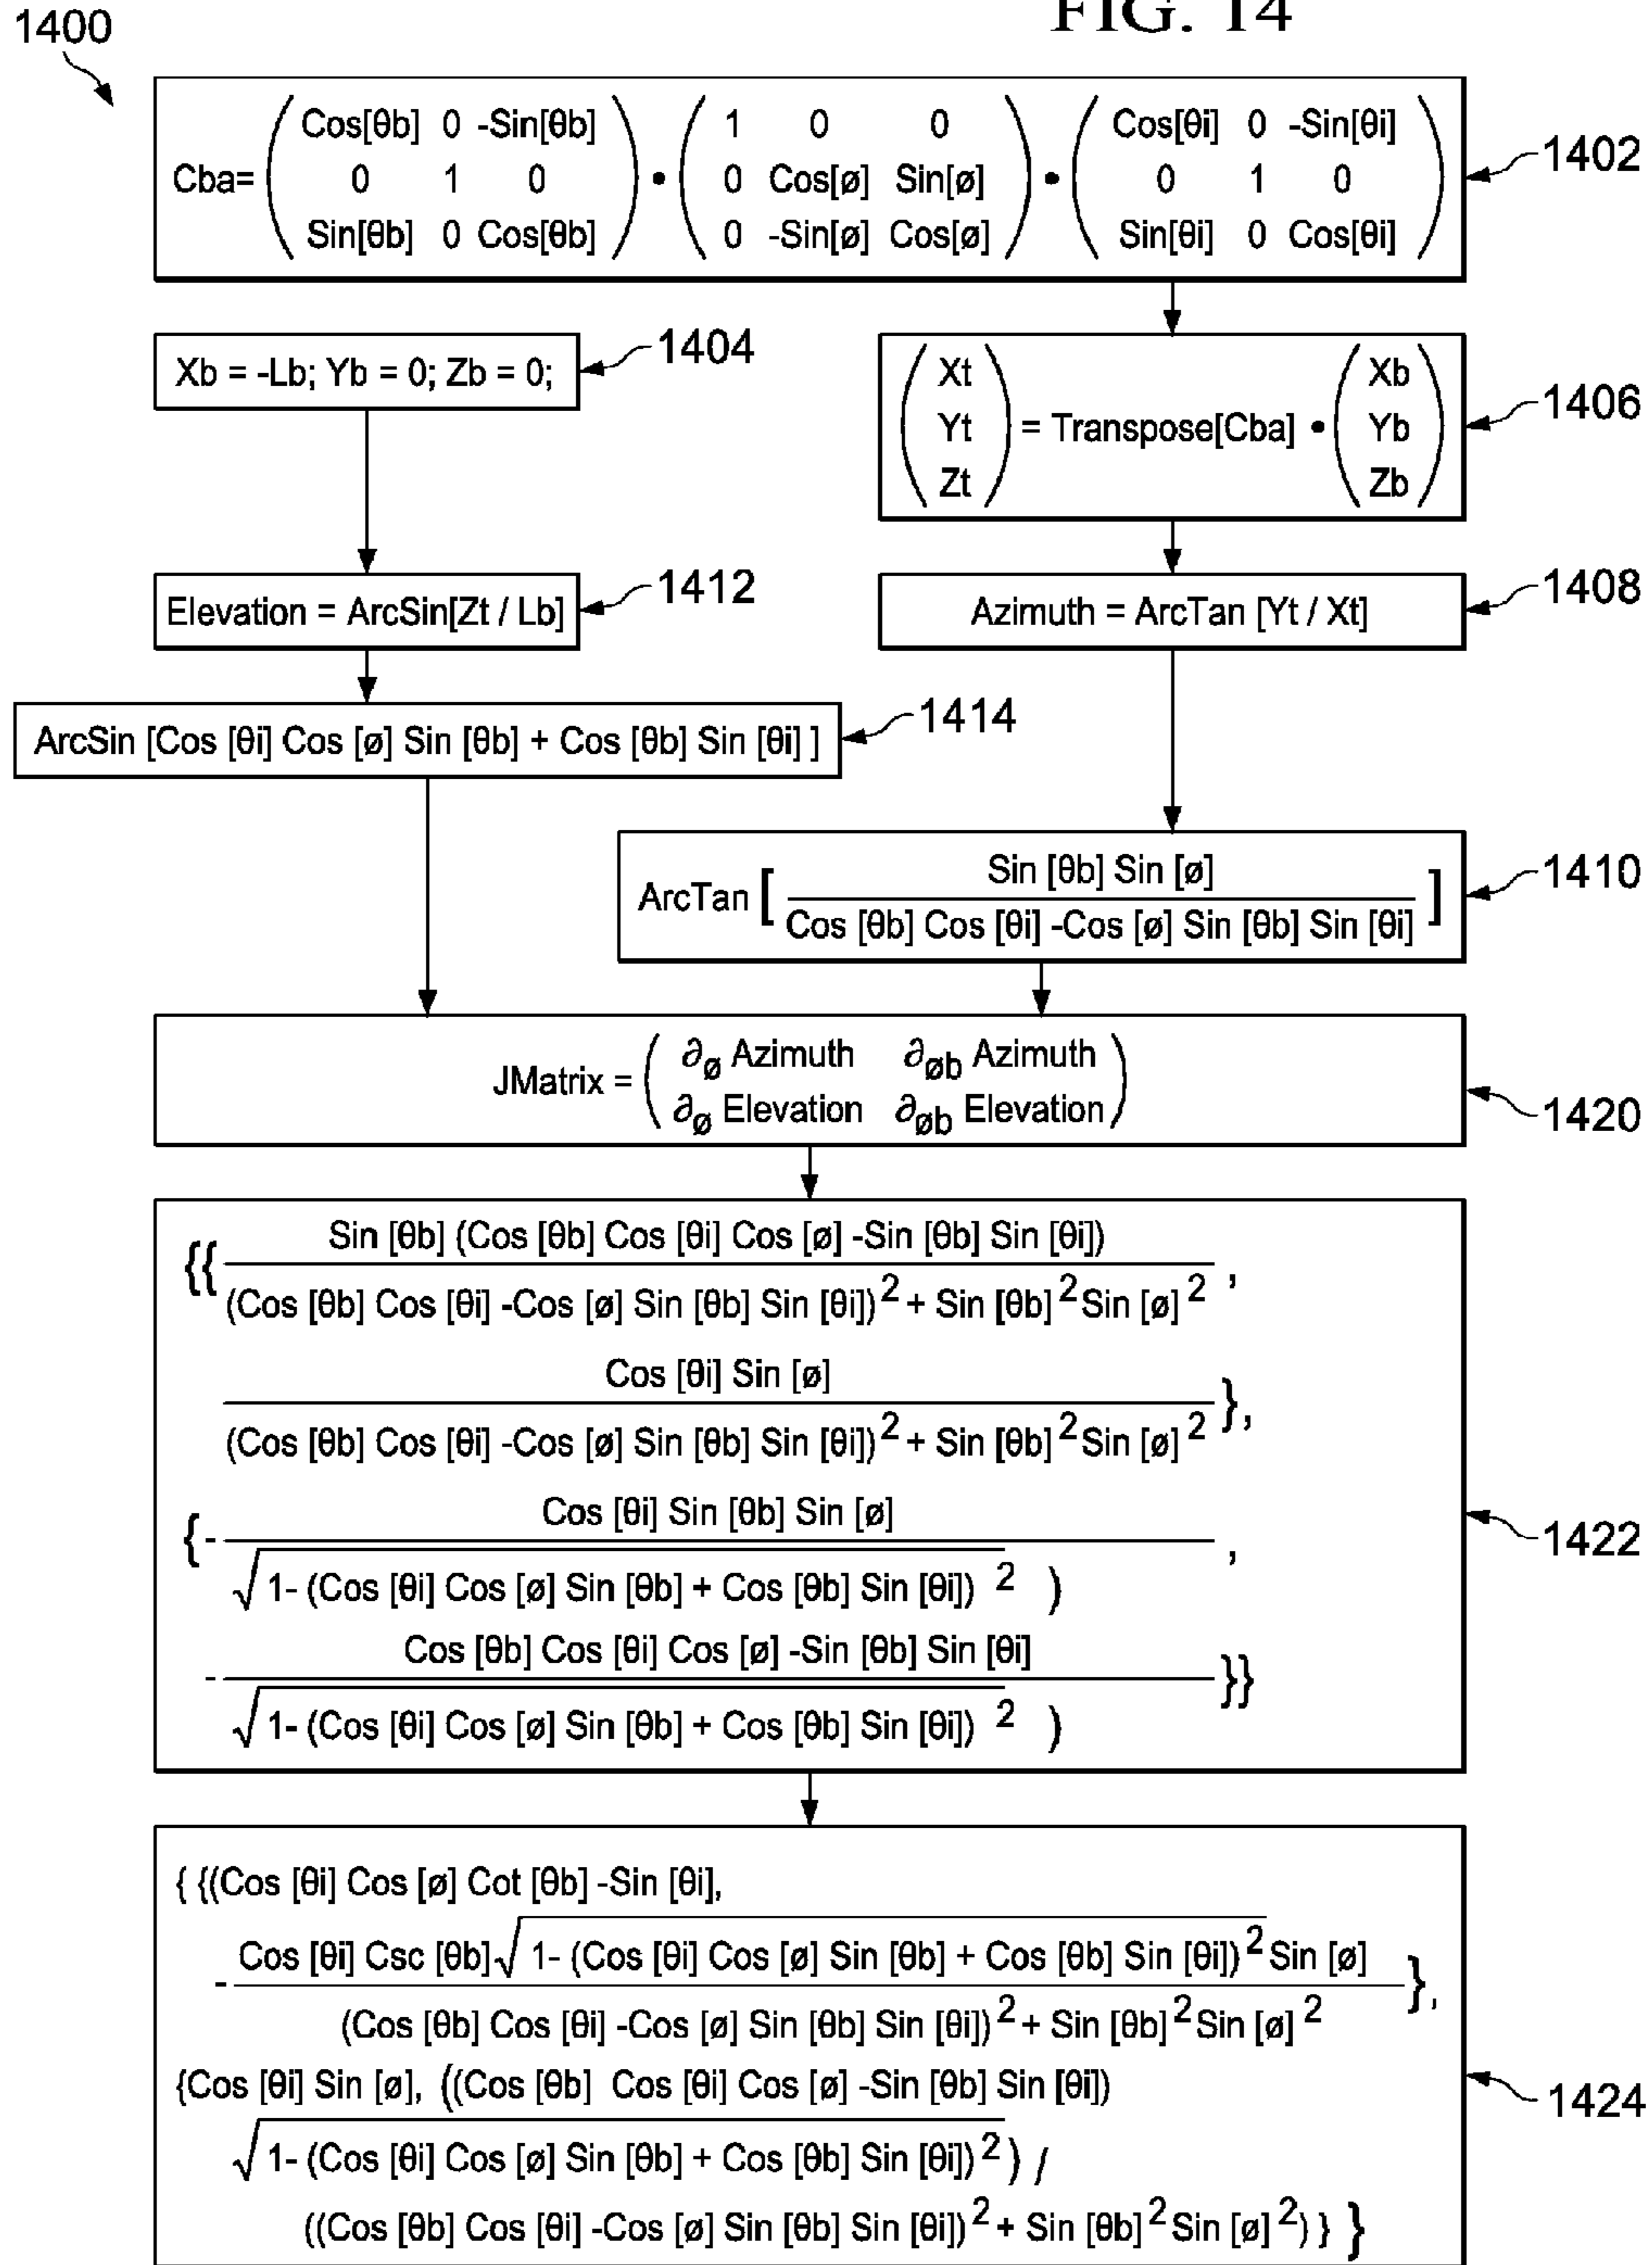 FIG. 14
1400
Cba= ( Cos[θb] 0 -Sin[θb] ) • ( 1 0 0 ) • ( Cos[θi] 0 -Sin[θi] )
( 0 1 0 ) ( 0 Cos[ø] Sin[ø] ) ( 0 1 0 )
( Sin[θb] 0 Cos[θb] ) ( 0 -Sin[ø] Cos[ø] ) ( Sin[θi] 0 Cos[θi] )
1402
Xb = -Lb; Yb = 0; Zb = 0;
1404
( Xt ) ( Xb )
( Yt ) = Transpose[Cba] • ( Yb )
( Zt ) ( Zb )
1406
Elevation = ArcSin[Zt / Lb]
1412
Azimuth = ArcTan [Yt / Xt]
1408
ArcSin [Cos [θi] Cos [ø] Sin [θb] + Cos [θb] Sin [θi] ]
1414
Sin [θb] Sin [ø]
ArcTan [ ]
Cos [θb] Cos [θi] -Cos [ø] Sin [θb] Sin [θi]
1410
JMatrix = ( ∂ø Azimuth ∂øb Azimuth )
( ∂ø Elevation ∂øb Elevation )
1420
{{ Sin [θb] (Cos [θb] Cos [θi] Cos [ø] -Sin [θb] Sin [θi])
(Cos [θb] Cos [θi] -Cos [ø] Sin [θb] Sin [θi])² + Sin [θb]² Sin [ø]² ,
Cos [θi] Sin [ø]
(Cos [θb] Cos [θi] -Cos [ø] Sin [θb] Sin [θi])² + Sin [θb]² Sin [ø]² },
{- Cos [θi] Sin [θb] Sin [ø]
√ 1- (Cos [θi] Cos [ø] Sin [θb] + Cos [θb] Sin [θi]) ² ) ,
- Cos [θb] Cos [θi] Cos [ø] -Sin [θb] Sin [θi]
√ 1- (Cos [θi] Cos [ø] Sin [θb] + Cos [θb] Sin [θi]) ² ) }}
1422
{ {(Cos [θi] Cos [ø] Cot [θb] -Sin [θi],
- Cos [θi] Csc [θb] √ 1- (Cos [θi] Cos [ø] Sin [θb] + Cos [θb] Sin [θi])² Sin [ø]
(Cos [θb] Cos [θi] -Cos [ø] Sin [θb] Sin [θi])² + Sin [θb]² Sin [ø]² },
{Cos [θi] Sin [ø], ((Cos [θb] Cos [θi] Cos [ø] -Sin [θb] Sin [θi])
√ 1- (Cos [θi] Cos [ø] Sin [θb] + Cos [θb] Sin [θi])² ) /
((Cos [θb] Cos [θi] -Cos [ø] Sin [θb] Sin [θi])² + Sin [θb]² Sin [ø]²) } }
1424